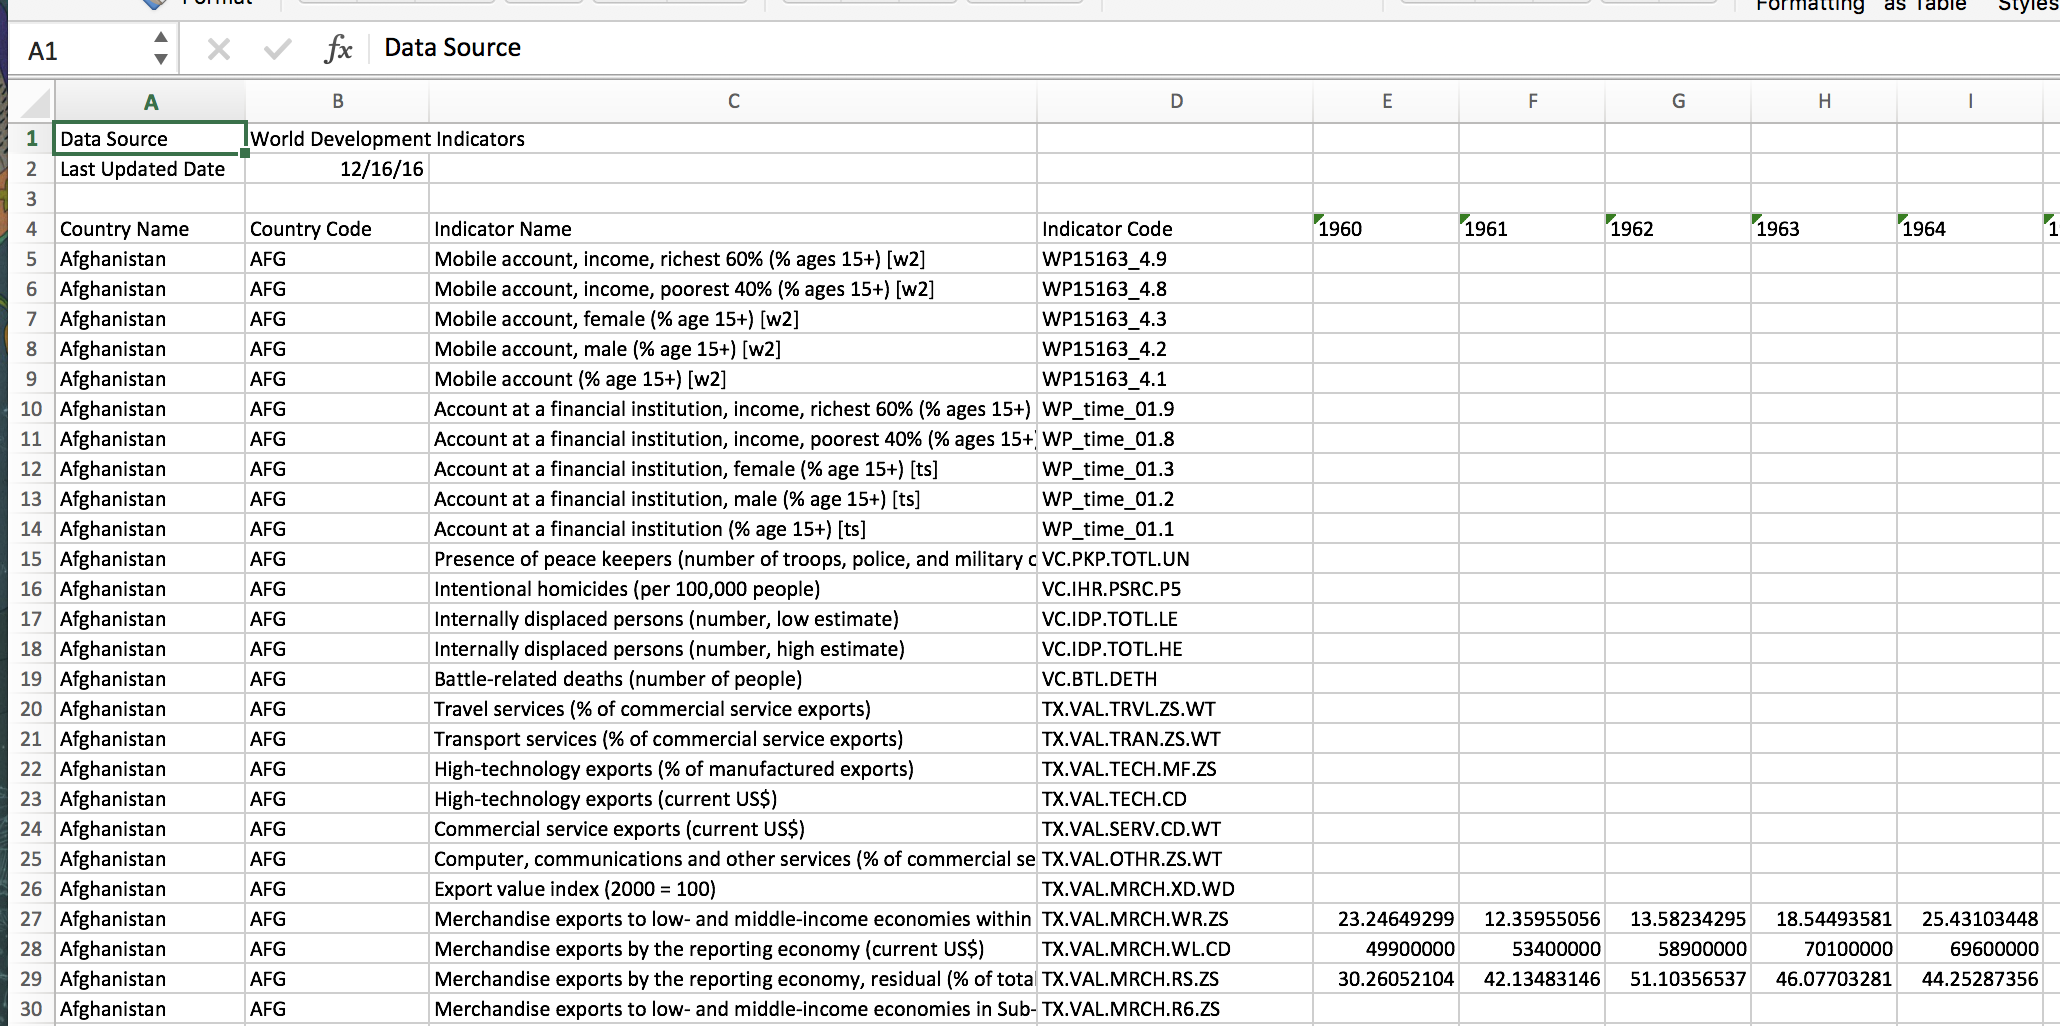 Format Formatting as Table Styles
A1 fx Data Source
A B C D E F G H I
1 Data Source World Development Indicators
2 Last Updated Date 12/16/16
3
4 Country Name Country Code Indicator Name Indicator Code 1960 1961 1962 1963 1964 1
5 Afghanistan AFG Mobile account, income, richest 60% (% ages 15+) [w2] WP15163_4.9
6 Afghanistan AFG Mobile account, income, poorest 40% (% ages 15+) [w2] WP15163_4.8
7 Afghanistan AFG Mobile account, female (% age 15+) [w2] WP15163_4.3
8 Afghanistan AFG Mobile account, male (% age 15+) [w2] WP15163_4.2
9 Afghanistan AFG Mobile account (% age 15+) [w2] WP15163_4.1
10 Afghanistan AFG Account at a financial institution, income, richest 60% (% ages 15+) WP_time_01.9
11 Afghanistan AFG Account at a financial institution, income, poorest 40% (% ages 15+) WP_time_01.8
12 Afghanistan AFG Account at a financial institution, female (% age 15+) [ts] WP_time_01.3
13 Afghanistan AFG Account at a financial institution, male (% age 15+) [ts] WP_time_01.2
14 Afghanistan AFG Account at a financial institution (% age 15+) [ts] WP_time_01.1
15 Afghanistan AFG Presence of peace keepers (number of troops, police, and military VC.PKP.TOTL.UN
16 Afghanistan AFG Intentional homicides (per 100,000 people) VC.IHR.PSRC.P5
17 Afghanistan AFG Internally displaced persons (number, low estimate) VC.IDP.TOTL.LE
18 Afghanistan AFG Internally displaced persons (number, high estimate) VC.IDP.TOTL.HE
19 Afghanistan AFG Battle-related deaths (number of people) VC.BTL.DETH
20 Afghanistan AFG Travel services (% of commercial service exports) TX.VAL.TRVL.ZS.WT
21 Afghanistan AFG Transport services (% of commercial service exports) TX.VAL.TRAN.ZS.WT
22 Afghanistan AFG High-technology exports (% of manufactured exports) TX.VAL.TECH.MF.ZS
23 Afghanistan AFG High-technology exports (current US$) TX.VAL.TECH.CD
24 Afghanistan AFG Commercial service exports (current US$) TX.VAL.SERV.CD.WT
25 Afghanistan AFG Computer, communications and other services (% of commercial se TX.VAL.OTHR.ZS.WT
26 Afghanistan AFG Export value index (2000 = 100) TX.VAL.MRCH.XD.WD
27 Afghanistan AFG Merchandise exports to low- and middle-income economies within TX.VAL.MRCH.WR.ZS 23.24649299 12.35955056 13.58234295 18.54493581 25.43103448
28 Afghanistan AFG Merchandise exports by the reporting economy (current US$) TX.VAL.MRCH.WL.CD 49900000 53400000 58900000 70100000 69600000
29 Afghanistan AFG Merchandise exports by the reporting economy, residual (% of total TX.VAL.MRCH.RS.ZS 30.26052104 42.13483146 51.10356537 46.07703281 44.25287356
30 Afghanistan AFG Merchandise exports to low- and middle-income economies in Sub- TX.VAL.MRCH.R6.ZS